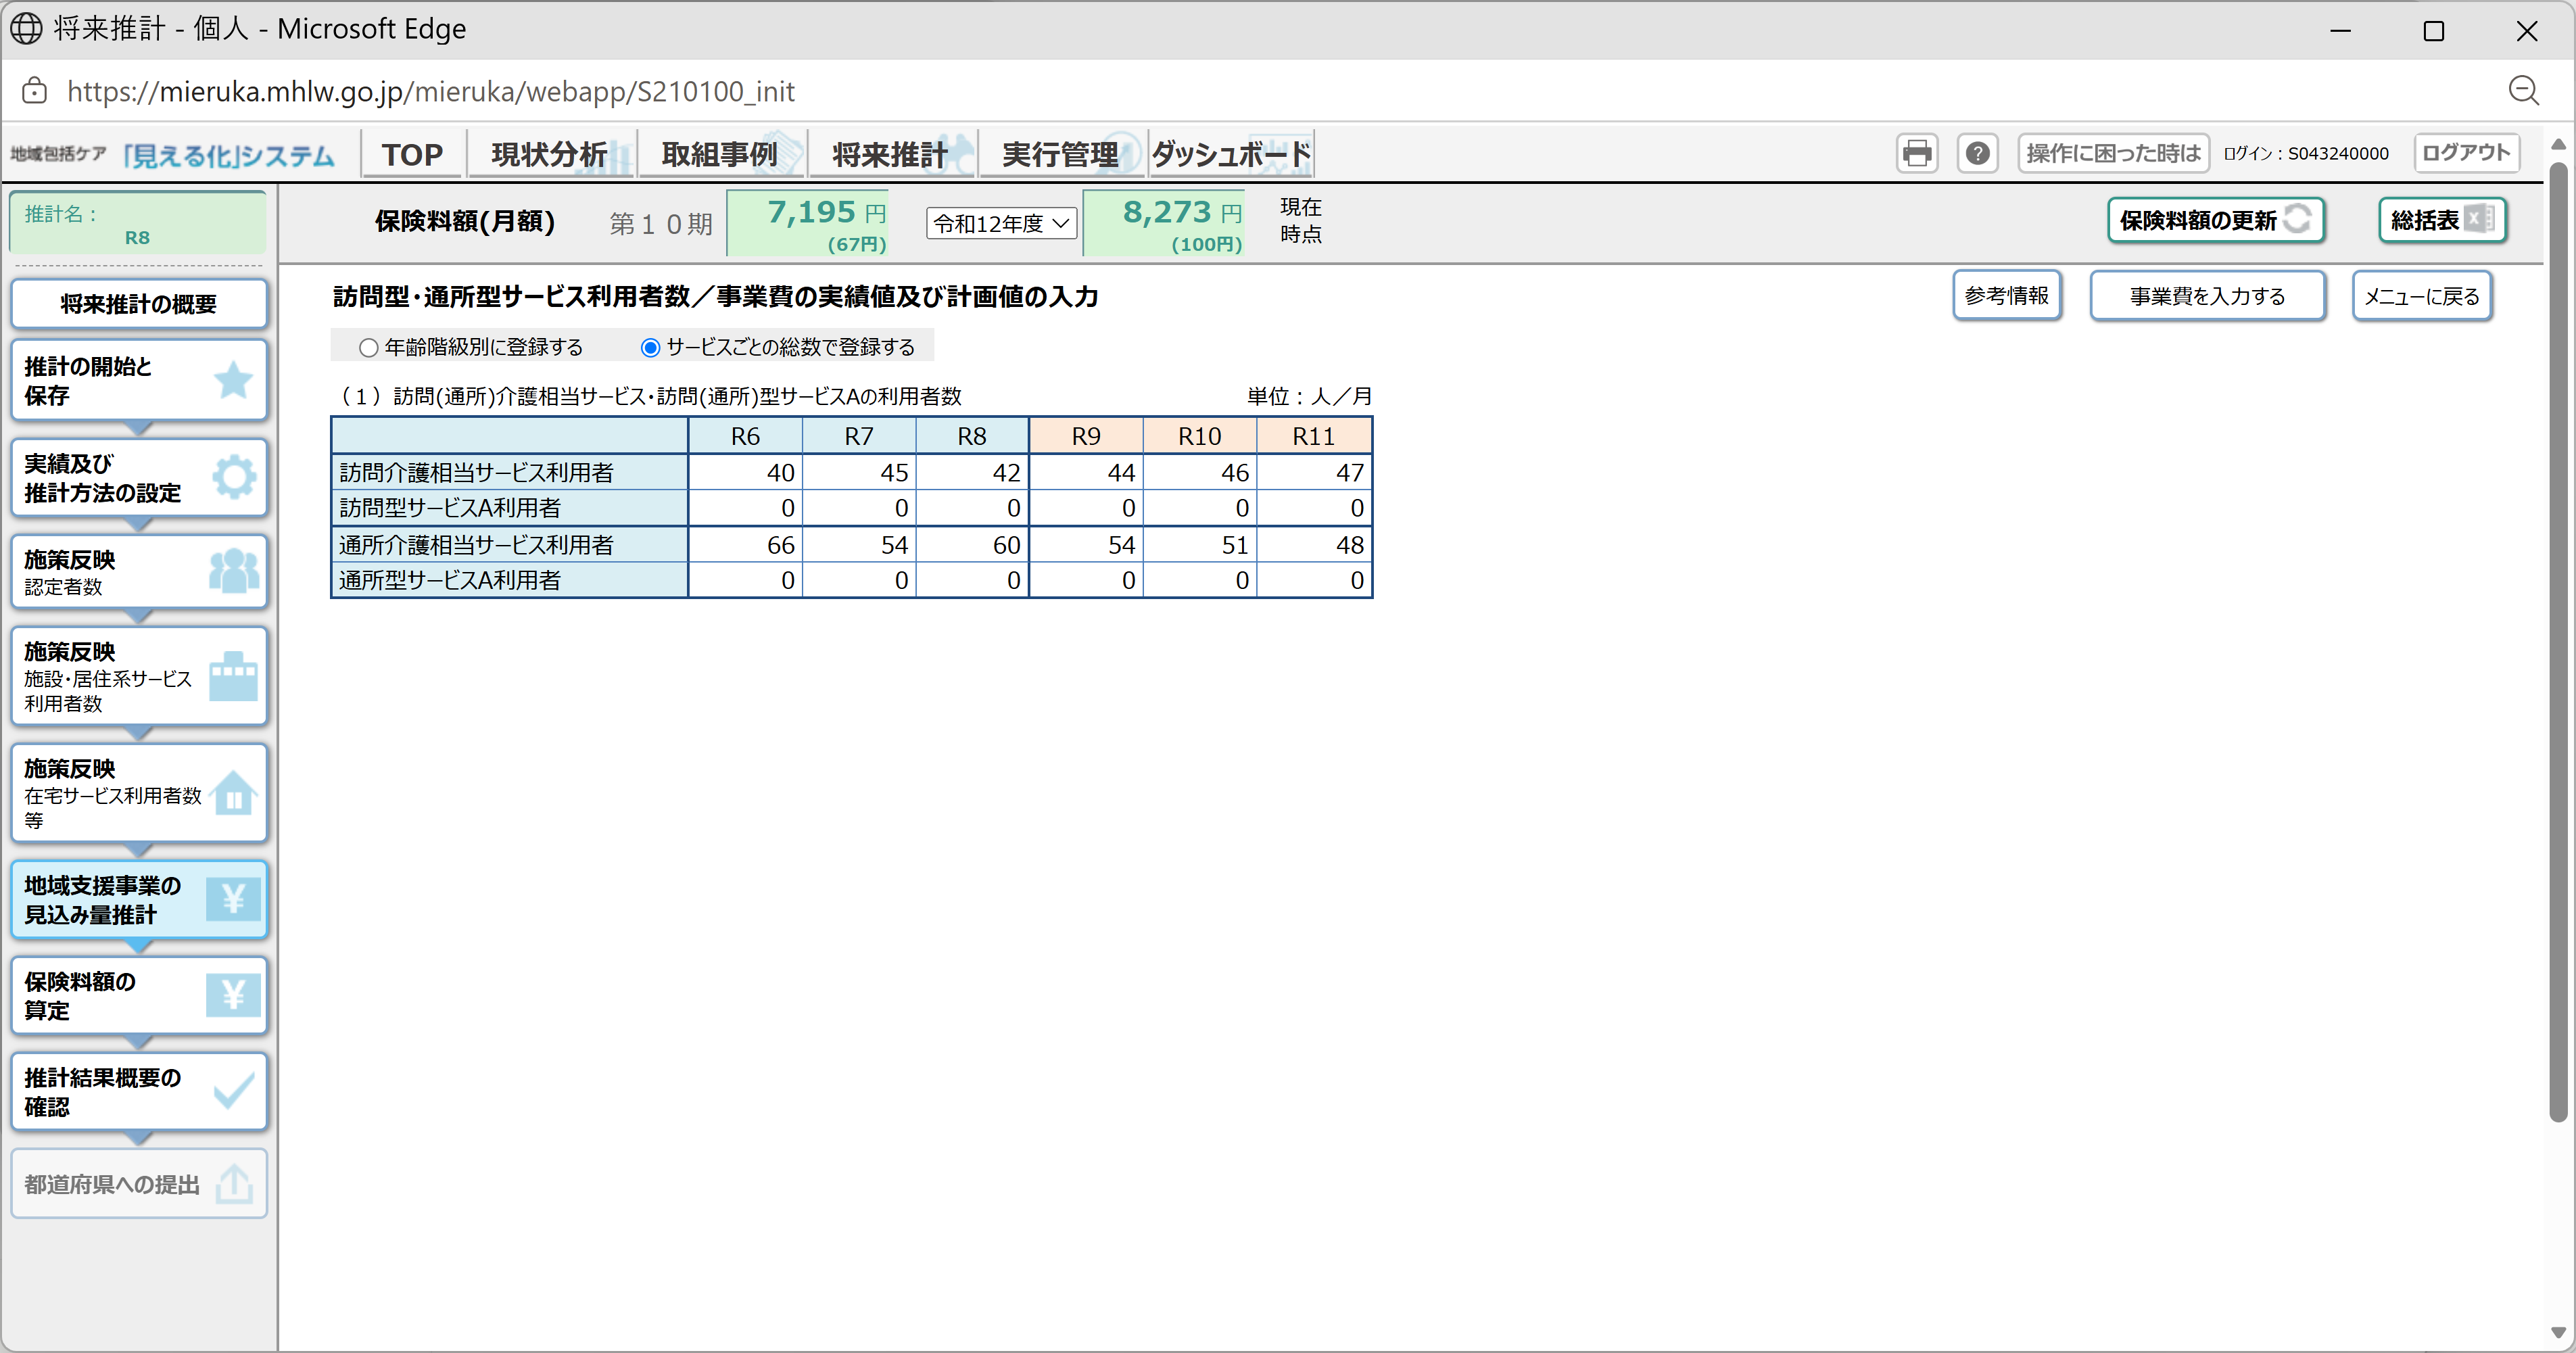 将来推計 - 個人 - Microsoft Edge
https://mieruka.mhlw.go.jp/mieruka/webapp/S210100_init
地域包括ケア 「見える化」システム TOP 現状分析 取組事例 将来推計 実行管理 ダッシュボード ? 操作に困った時は ログイン：S043240000 ログアウト
推計名：
R8
保険料額(月額) 第１０期 7,195 円 (67円) 令和12年度 8,273 円 (100円) 現在時点 保険料額の更新 総括表
将来推計の概要
推計の開始と
保存
実績及び
推計方法の設定
施策反映
認定者数
施策反映
施設・居住系サービス
利用者数
施策反映
在宅サービス利用者数
等
地域支援事業の
見込み量推計
¥
保険料額の
算定
¥
推計結果概要の
確認
都道府県への提出
訪問型・通所型サービス利用者数／事業費の実績値及び計画値の入力 参考情報 事業費を入力する メニューに戻る
年齢階級別に登録する サービスごとの総数で登録する
（1）訪問(通所)介護相当サービス・訪問(通所)型サービスAの利用者数 単位：人／月
R6 R7 R8 R9 R10 R11
訪問介護相当サービス利用者 40 45 42 44 46 47
訪問型サービスA利用者 0 0 0 0 0 0
通所介護相当サービス利用者 66 54 60 54 51 48
通所型サービスA利用者 0 0 0 0 0 0